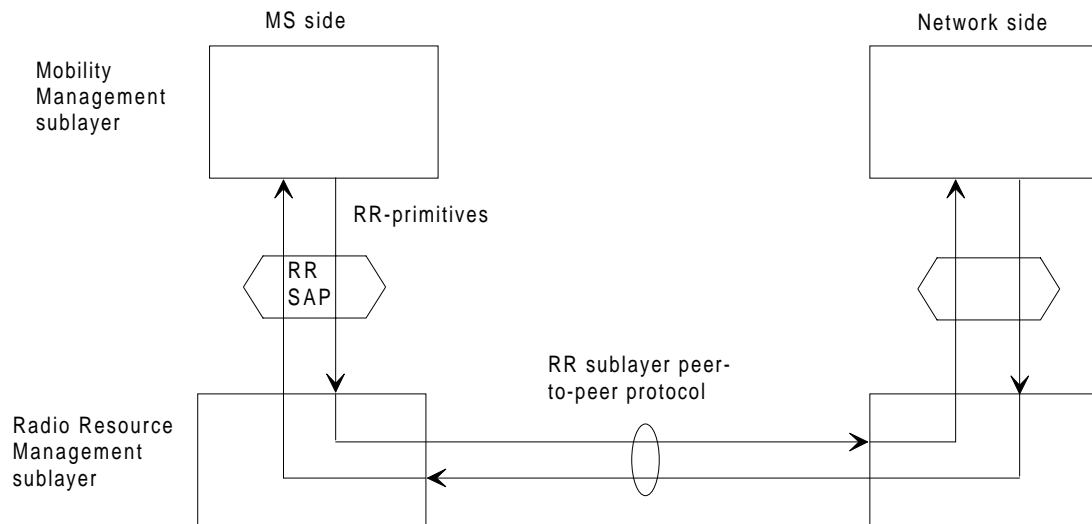 MS side
Network side
Mobility
Management
sublayer
RR-primitives
RR
SAP
RR sublayer peer-
to-peer protocol
Radio Resource
Management
sublayer